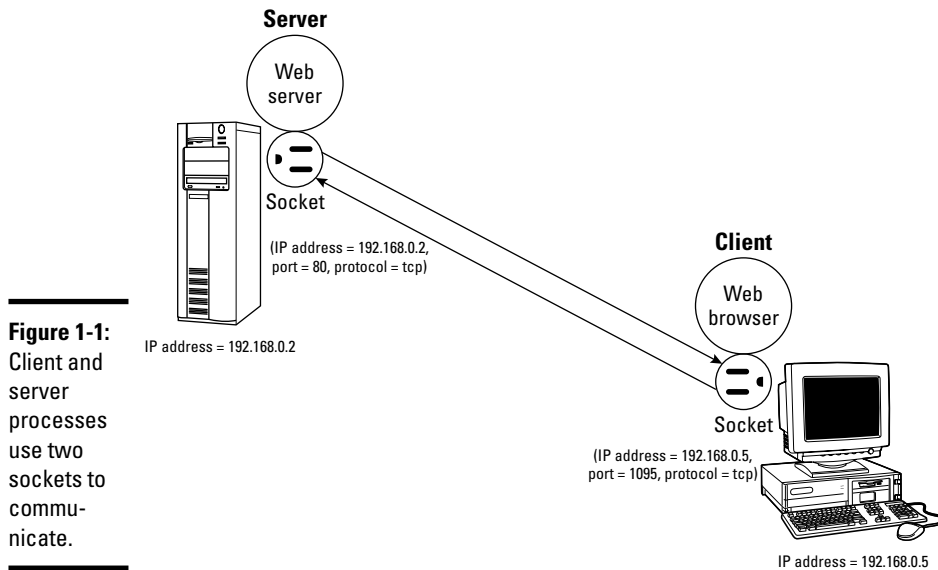 Server
Web
server
Socket
(IP address = 192.168.0.2,
port = 80, protocol = tcp)
IP address = 192.168.0.2
Client
Web
browser
Socket
(IP address = 192.168.0.5,
port = 1095, protocol = tcp)
IP address = 192.168.0.5
Figure 1-1:
Client and
server
processes
use two
sockets to
commu-
nicate.